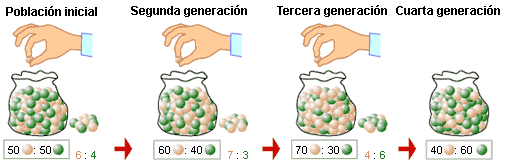 Población inicial
Segunda generación
Tercera generación
Cuarta generación
50 : 50
6 : 4
60 : 40
7 : 3
70 : 30
4 : 6
40 : 60